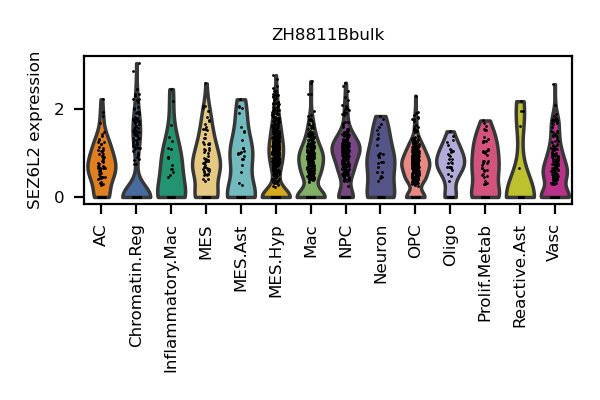 ZH8811Bbulk
SEZ6L2 expression
2
0
AC
Chromatin.Reg
Inflammatory.Mac
MES
MES.Ast
MES.Hyp
Mac
NPC
Neuron
OPC
Oligo
Prolif.Metab
Reactive.Ast
Vasc